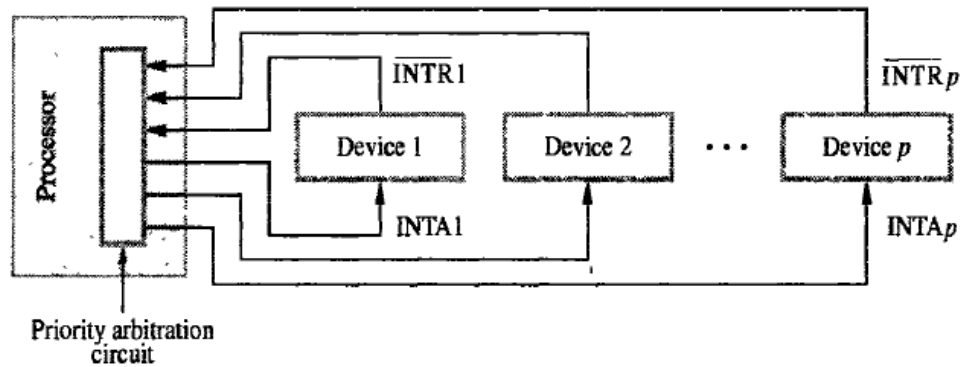 Processor
INTR1
INTRp
Device 1
Device 2
Device p
INTA1
INTAp
Priority arbitration
circuit